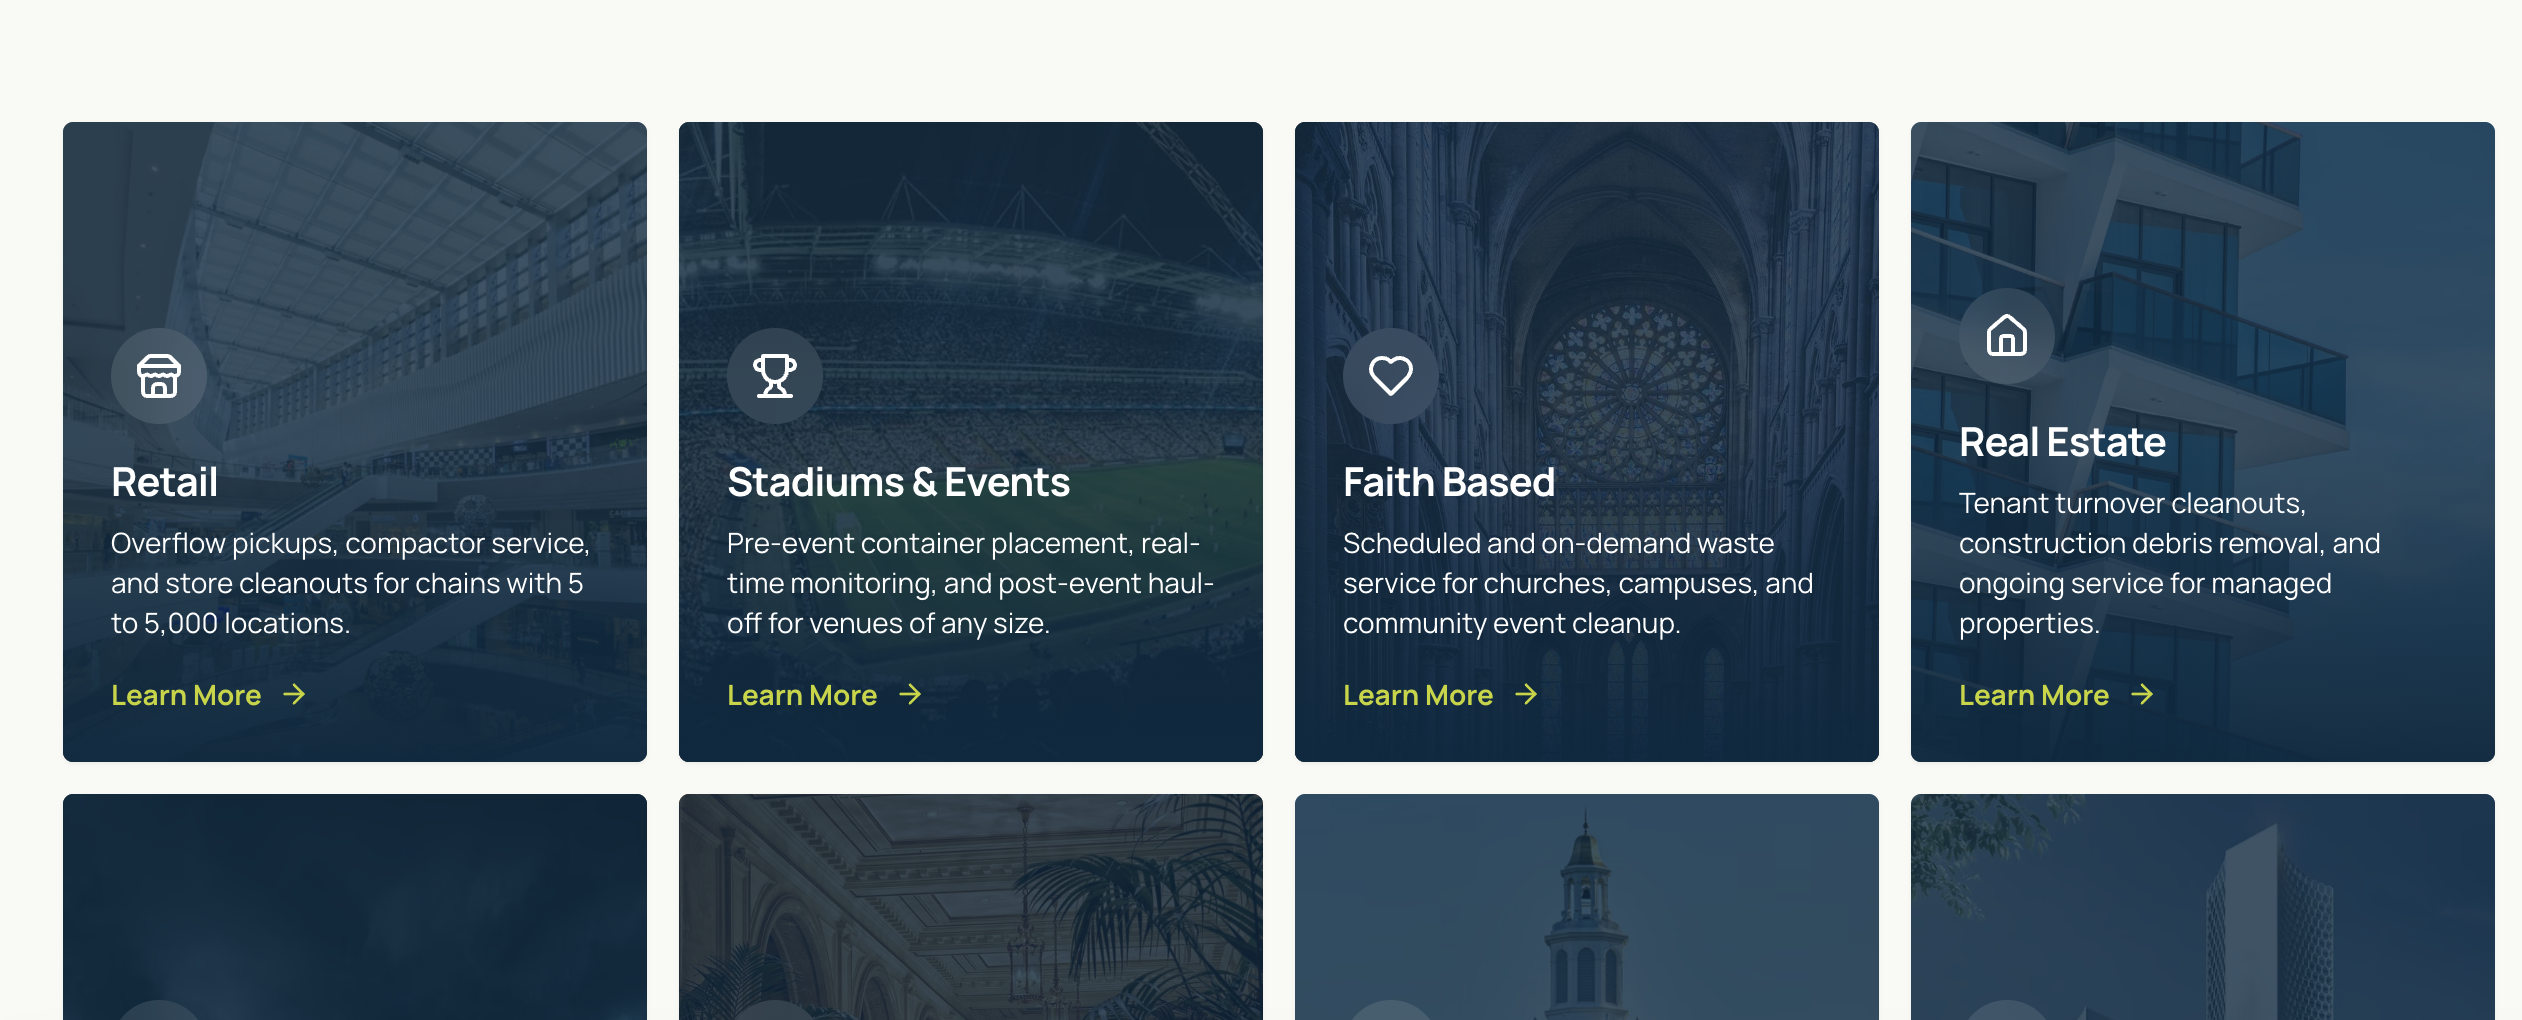 Retail
Overflow pickups, compactor service,
and store cleanouts for chains with 5
to 5,000 locations.
Learn More
Stadiums & Events
Pre-event container placement, real-
time monitoring, and post-event haul-
off for venues of any size.
Learn More
Faith Based
Scheduled and on-demand waste
service for churches, campuses, and
community event cleanup.
Learn More
Real Estate
Tenant turnover cleanouts,
construction debris removal, and
ongoing service for managed
properties.
Learn More